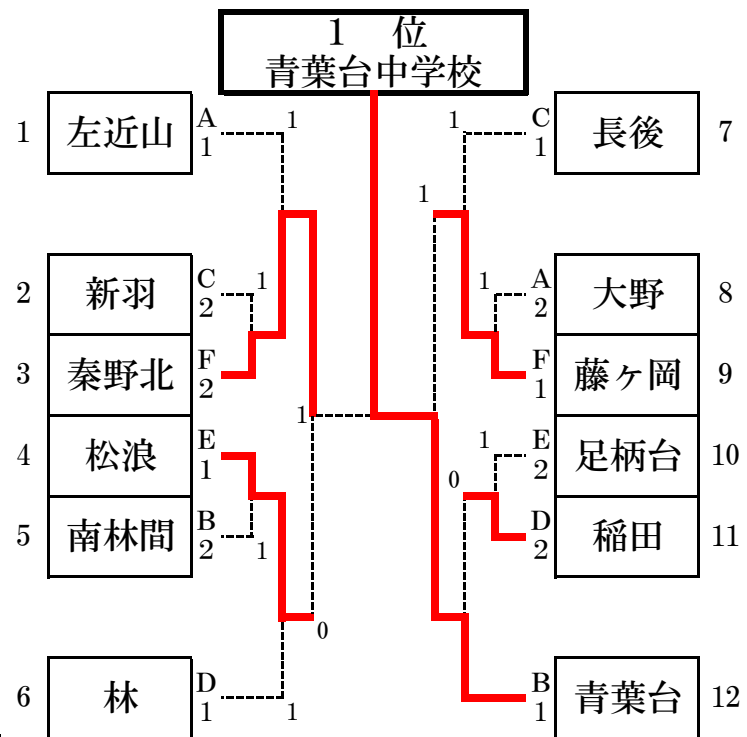 1 位
青葉台中学校
1 左近山 A 1 1
2 新羽 C 2 1
3 秦野北 F 2
4 松浪 E 1
5 南林間 B 2 1
6 林 D 1 1
1
0
1 C 1 長後 7
1
1 A 2 大野 8
F 1 藤ヶ岡 9
1 E 2 足柄台 10
0
D 2 稲田 11
B 1 青葉台 12